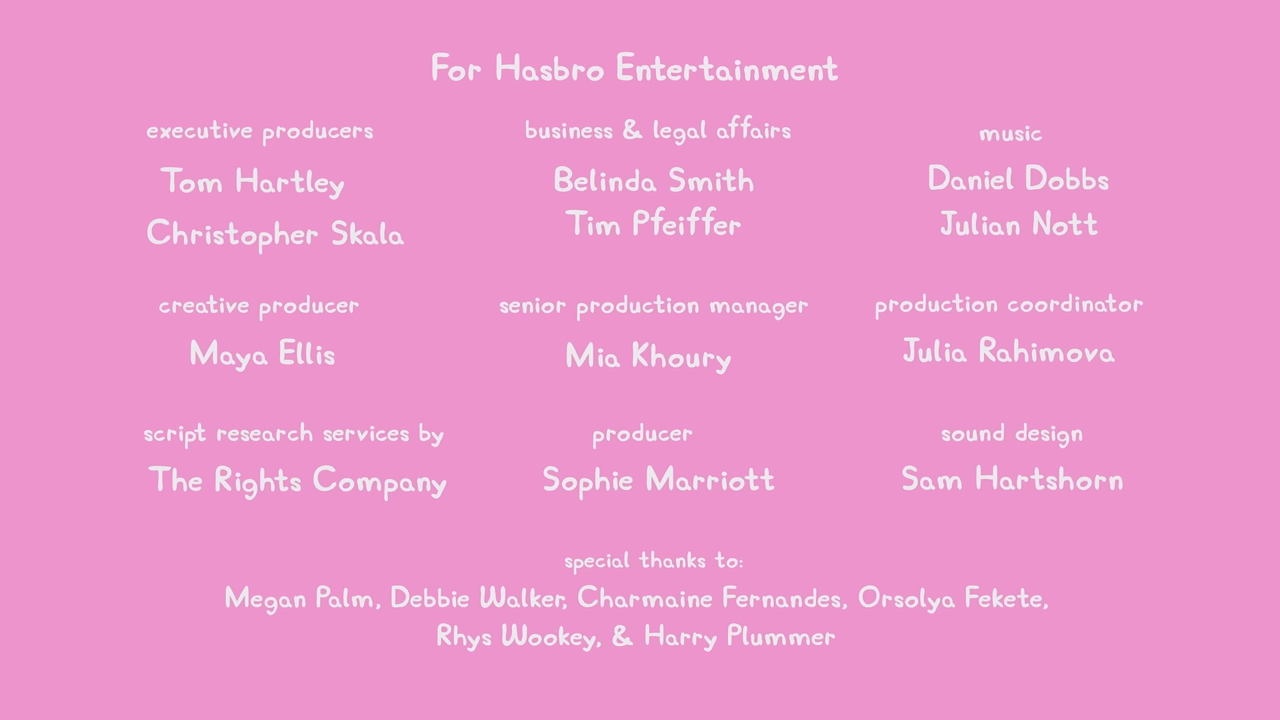 For Hasbro Entertainment
executive producers
Tom Hartley
Christopher Skala
business & legal affairs
Belinda Smith
Tim Pfeiffer
music
Daniel Dobbs
Julian Nott
creative producer
Maya Ellis
senior production manager
Mia Khoury
production coordinator
Julia Rahimova
script research services by
The Rights Company
producer
Sophie Marriott
sound design
Sam Hartshorn
special thanks to:
Megan Palm, Debbie Walker, Charmaine Fernandes, Orsolya Fekete,
Rhys Wookey, & Harry Plummer